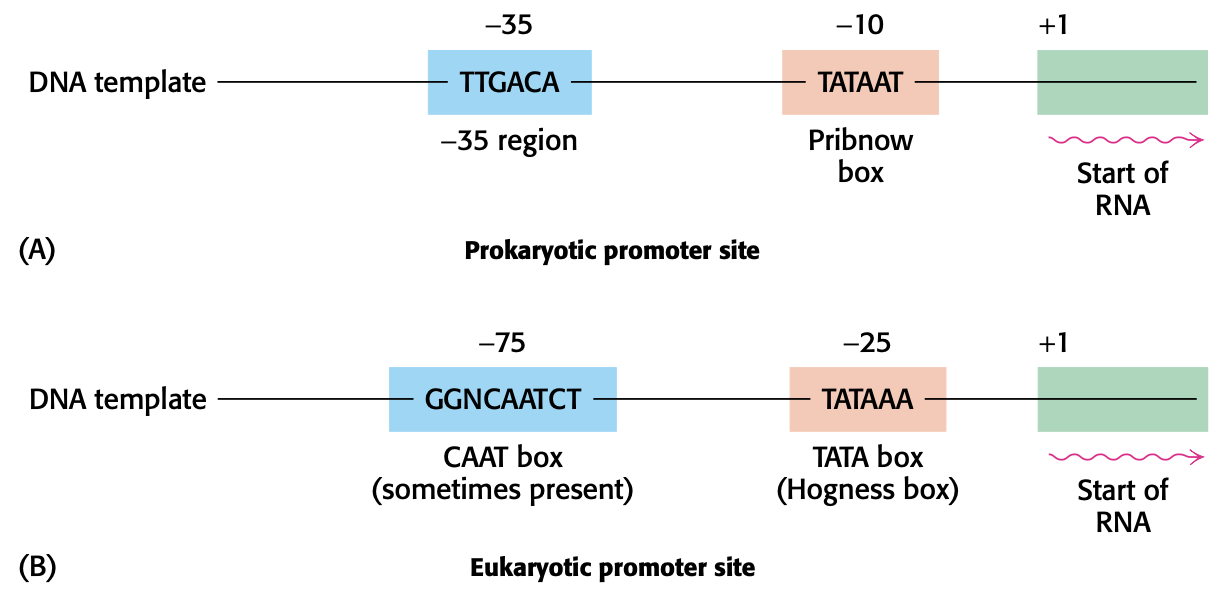 –35
–10
+1
DNA template
TTGACA
TATAAT
–35 region
Pribnow
box
Start of
RNA
(A)
Prokaryotic promoter site
–75
–25
+1
DNA template
GGNCAATCT
TATAAA
CAAT box
(sometimes present)
TATA box
(Hogness box)
Start of
RNA
(B)
Eukaryotic promoter site